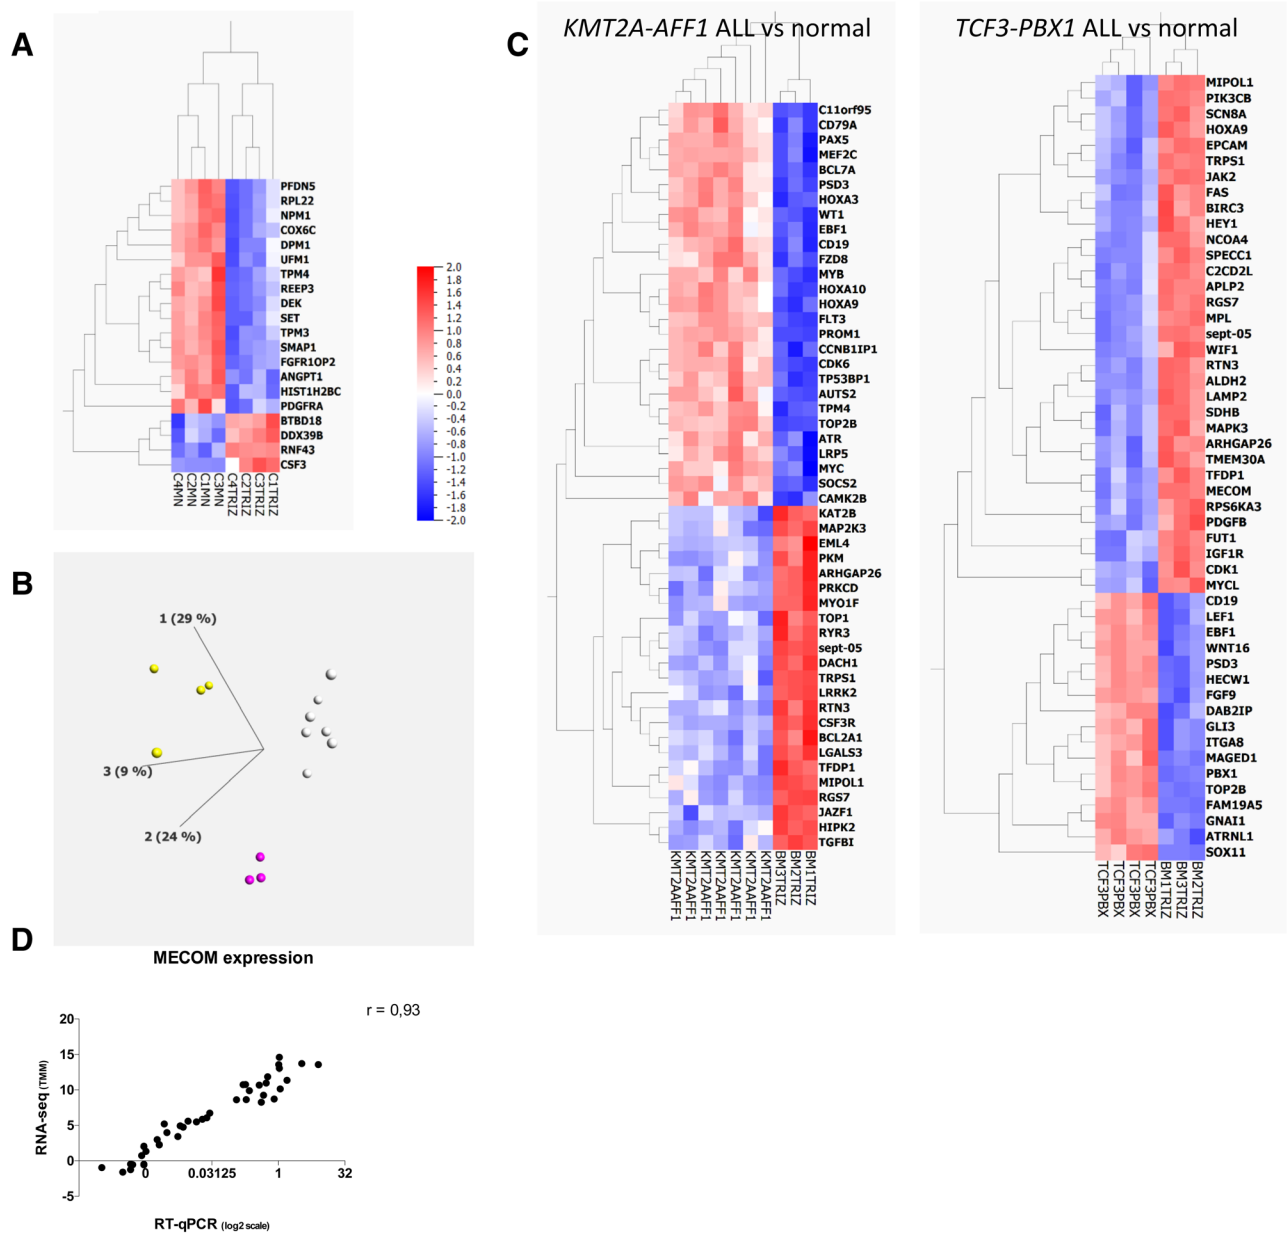 A
PFDN5
RPL22
NPM1
COX6C
DPM1
UFM1
TPM4
REEP3
DEK
SET
TPM3
SMAP1
FGFR1OP2
ANGPT1
HIST1H2BC
PDGFRA
BTBD18
DDX39B
RNF43
CSF3
C4MN
C2MN
C1MN
C3MN
C4TRIZ
C2TRIZ
C3TRIZ
C1TRIZ
2.0
1.8
1.6
1.4
1.2
1.0
0.8
0.6
0.4
0.2
0.0
-0.2
-0.4
-0.6
-0.8
-1.0
-1.2
-1.4
-1.6
-1.8
-2.0
B
1 (29 %)
3 (9 %)
2 (24 %)
C
KMT2A-AFF1 ALL vs normal
C11orf95
CD79A
PAX5
MEF2C
BCL7A
PSD3
HOXA3
WT1
EBF1
CD19
FZD8
MYB
HOXA10
HOXA9
FLT3
PROM1
CCNB1IP1
CDK6
TP53BP1
AUTS2
TPM4
TOP2B
ATR
LRP5
MYC
SOCS2
CAMK2B
KAT2B
MAP2K3
EML4
PKM
ARHGAP26
PRKCD
MYO1F
TOP1
RYR3
sept-05
DACH1
TRPS1
LRRK2
RTN3
CSF3R
BCL2A1
LGALS3
TFDP1
MIPOL1
RGS7
JAZF1
HIPK2
TGFBI
KMT2AAFF1
KMT2AAFF1
KMT2AAFF1
KMT2AAFF1
KMT2AAFF1
KMT2AAFF1
KMT2AAFF1
BM3TRIZ
BM2TRIZ
BM1TRIZ
TCF3-PBX1 ALL vs normal
MIPOL1
PIK3CB
SCN8A
HOXA9
EPCAM
TRPS1
JAK2
FAS
BIRC3
HEY1
NCOA4
SPECC1
C2CD2L
APLP2
RGS7
MPL
sept-05
WIF1
RTN3
ALDH2
LAMP2
SDHB
MAPK3
ARHGAP26
TMEM30A
TFDP1
MECOM
RPS6KA3
PDGFB
FUT1
IGF1R
CDK1
MYCL
CD19
LEF1
EBF1
WNT16
PSD3
HECW1
FGF9
DAB2IP
GLI3
ITGA8
MAGED1
PBX1
TOP2B
FAM19A5
GNAI1
ATRNL1
SOX11
TCF3PBX
TCF3PBX
TCF3PBX
TCF3PBX
BM1TRIZ
BM3TRIZ
BM2TRIZ
D
MECOM expression
r = 0,93
RNA-seq (TMM)
20
15
10
5
0
-5
0
0.03125
1
32
RT-qPCR (log2 scale)